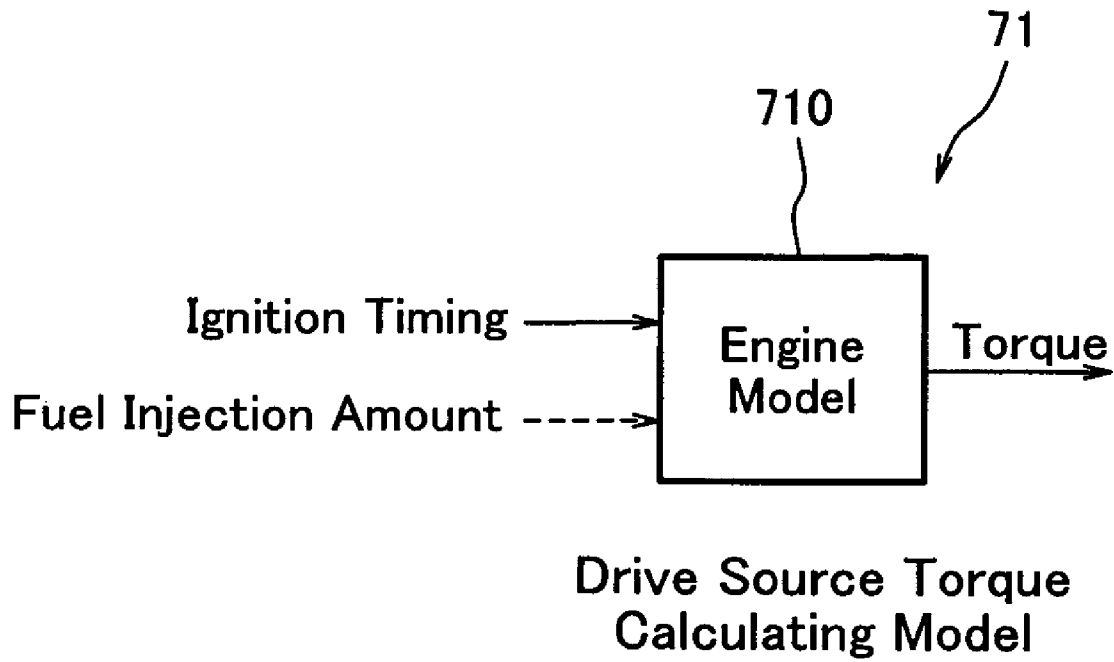 71
710
Ignition Timing
Fuel Injection Amount
Engine
Model
Torque
Drive Source Torque
Calculating Model